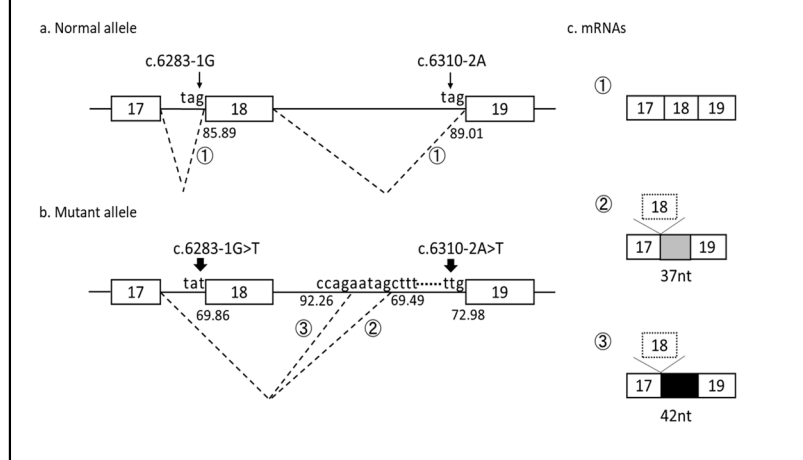 a. Normal allele
c. mRNAs
c.6283-1G
c.6310-2A
17 tag 18 tag 19
85.89 89.01
① ①
① 17 18 19
b. Mutant allele
c.6283-1G>T
c.6310-2A>T
17 tat 18 ccagaatagcttt······ttg 19
69.86 92.26 69.49 72.98
③ ②
② 18
17 19
37nt
③ 18
17 19
42nt